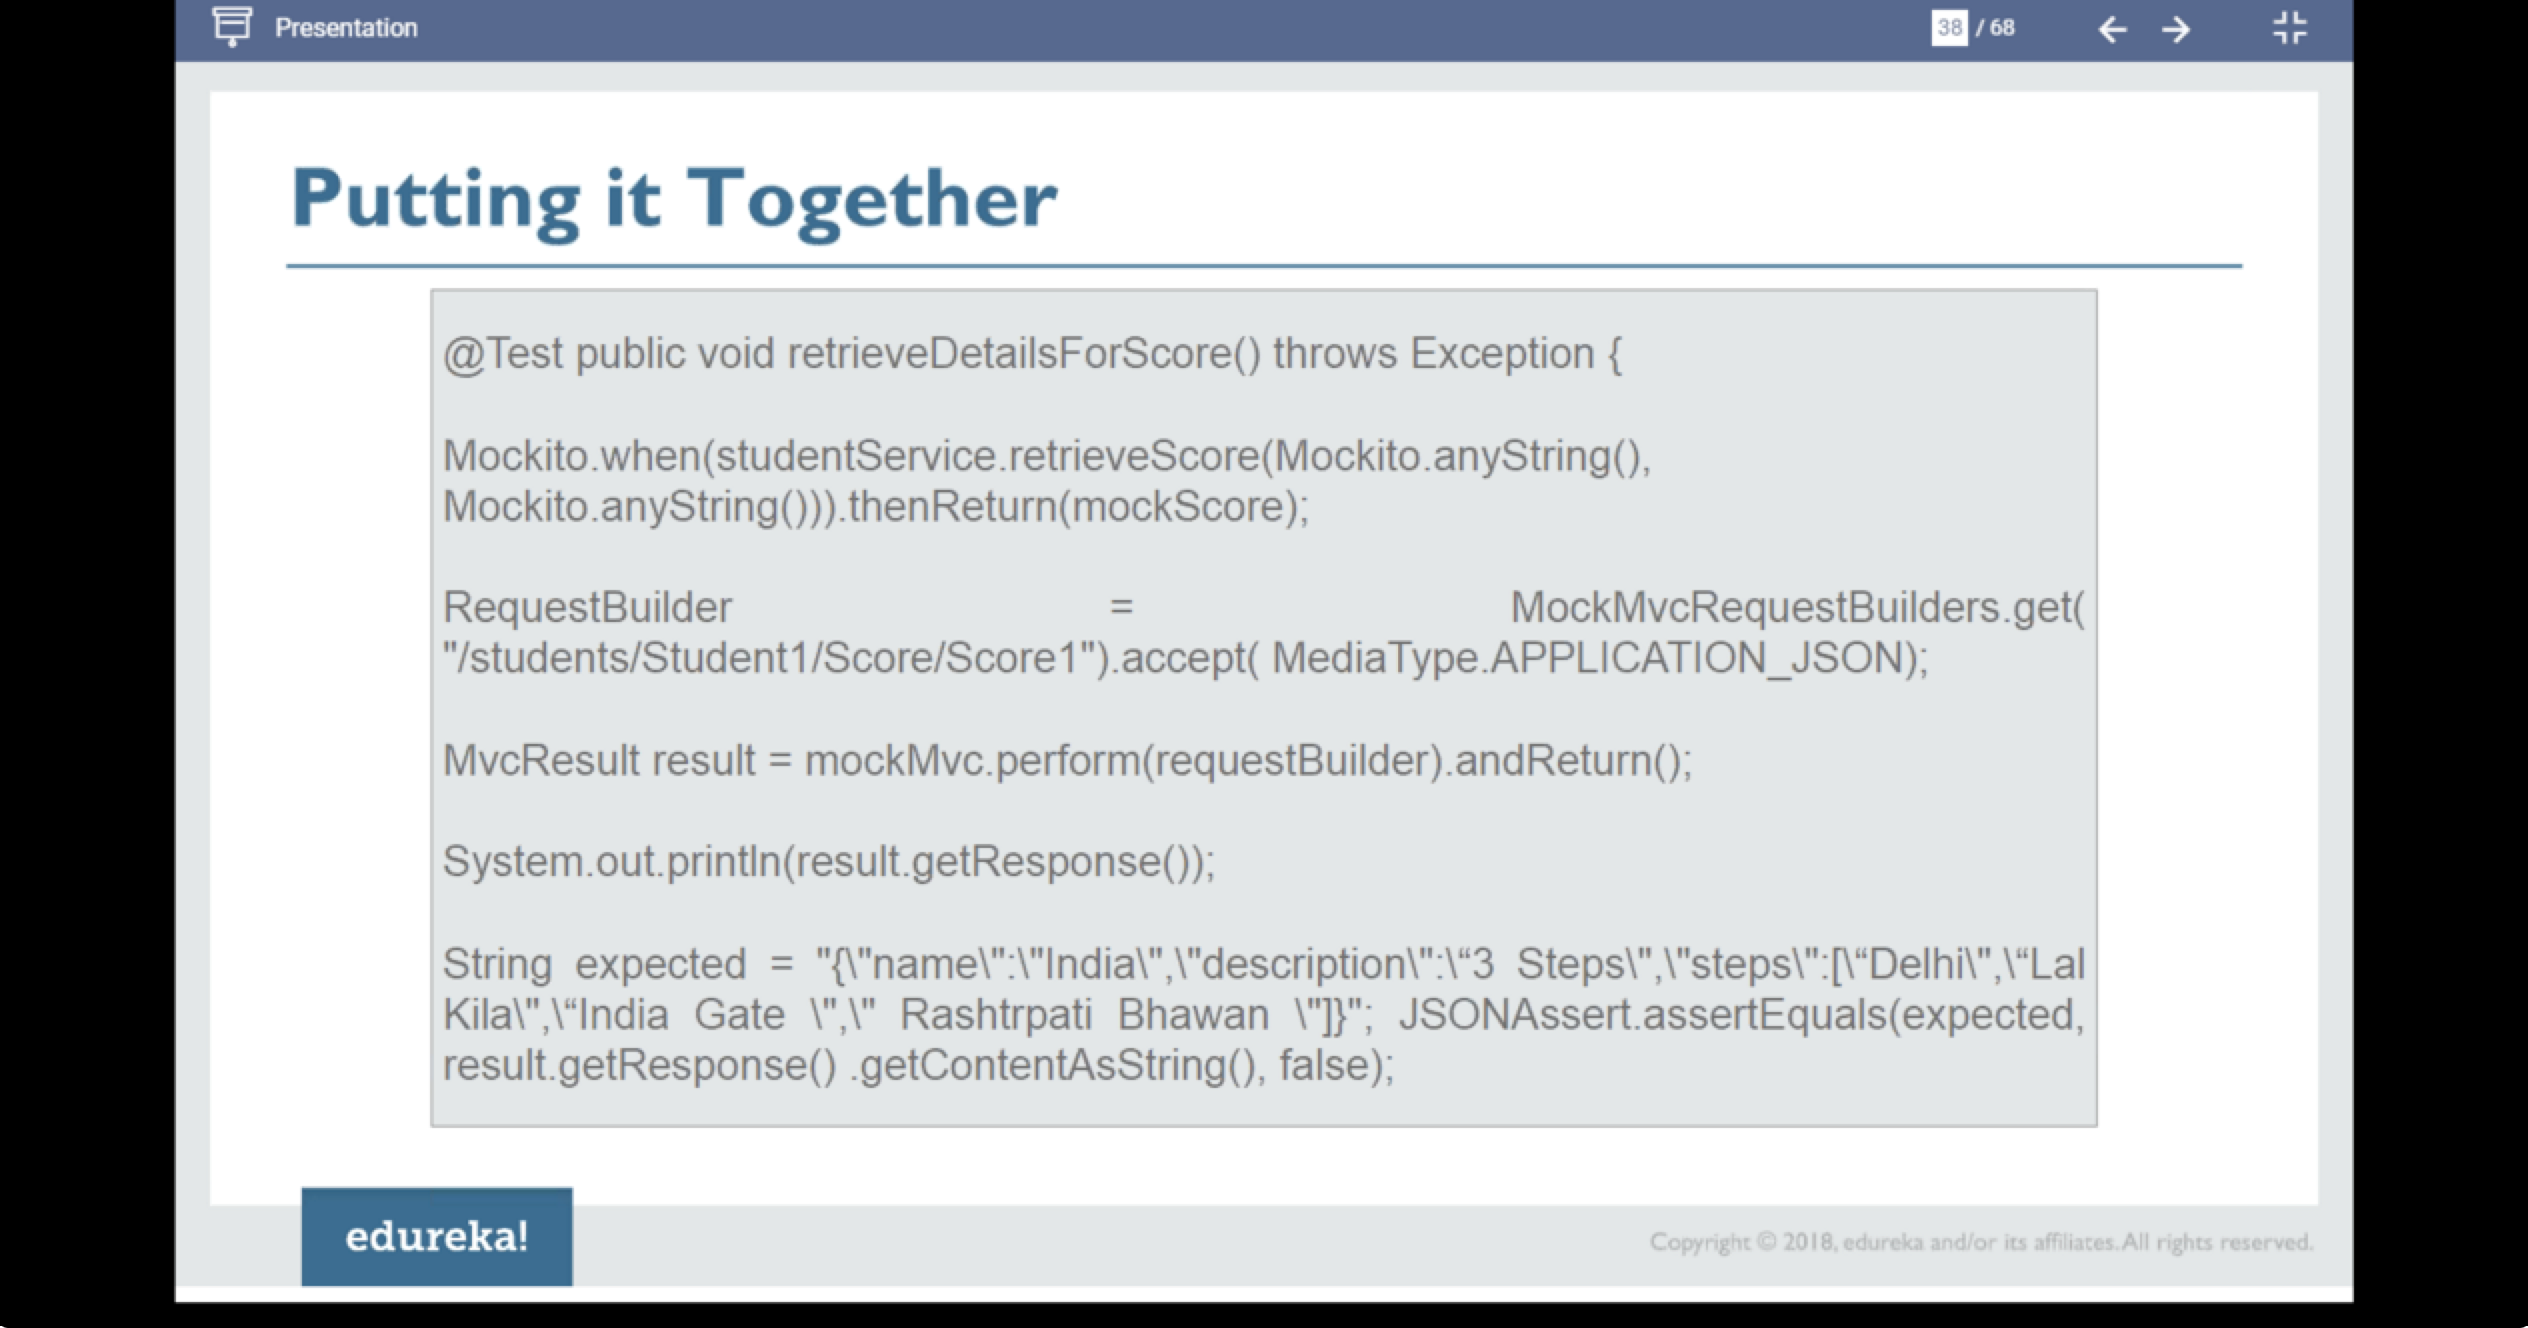 Presentation
38 / 68
Putting it Together
@Test public void retrieveDetailsForScore() throws Exception {
Mockito.when(studentService.retrieveScore(Mockito.anyString(),
Mockito.anyString())).thenReturn(mockScore);
RequestBuilder = MockMvcRequestBuilders.get(
"/students/Student1/Score/Score1").accept( MediaType.APPLICATION_JSON);
MvcResult result = mockMvc.perform(requestBuilder).andReturn();
System.out.println(result.getResponse());
String expected = "{\"name\":\"India\",\"description\":\“3 Steps\",\"steps\":[\“Delhi\",\“Lal
Kila\",\“India Gate \",\" Rashtrpati Bhawan \"]}"; JSONAssert.assertEquals(expected,
result.getResponse() .getContentAsString(), false);
edureka!
Copyright © 2018, edureka and/or its affiliates. All rights reserved.